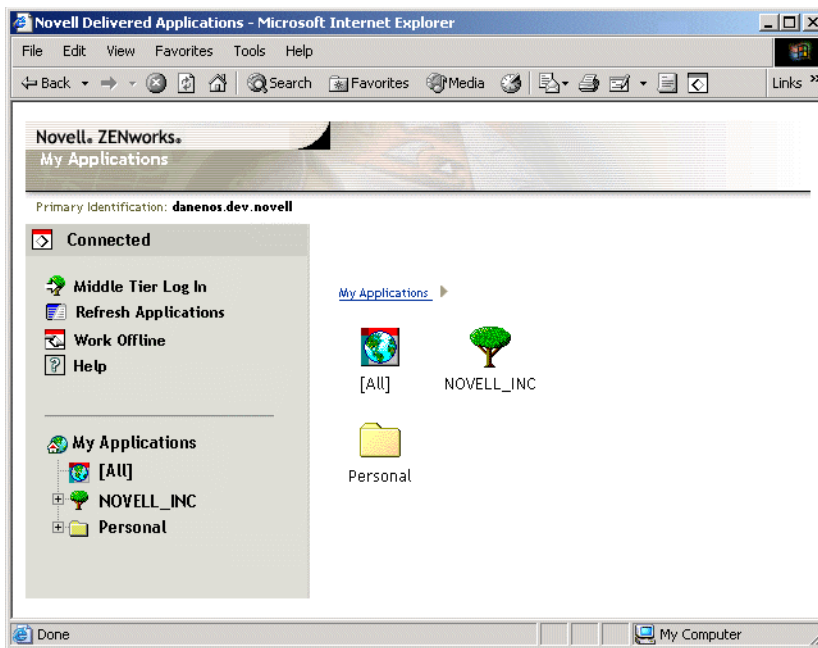 Novell Delivered Applications - Microsoft Internet Explorer
File Edit View Favorites Tools Help
Back Search Favorites Media Links »
Novell. ZENworks.
My Applications
Primary Identification: danenos.dev.novell
Connected
Middle Tier Log In
Refresh Applications
Work Offline
Help
My Applications
[All]
NOVELL_INC
Personal
My Applications
[All] NOVELL_INC
Personal
Done My Computer